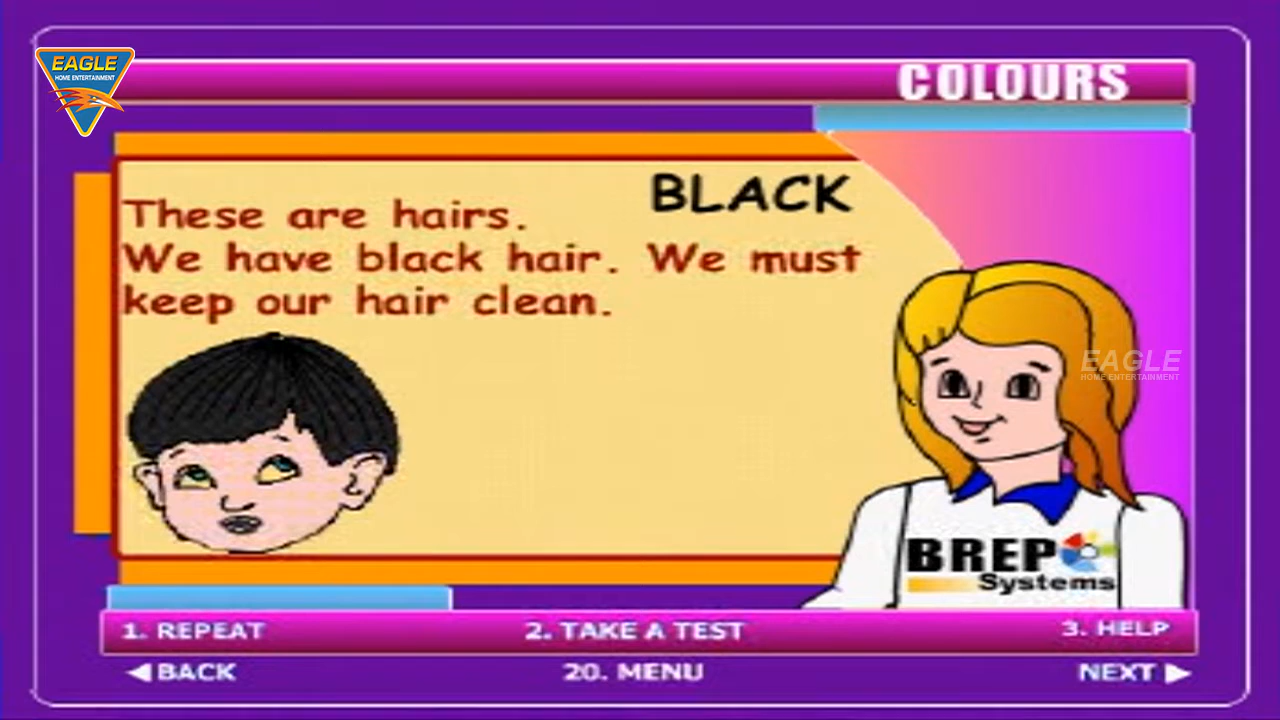 EAGLE
HOME ENTERTAINMENT
COLOURS
BLACK
These are hairs.
We have black hair. We must
keep our hair clean.
EAGLE
HOME ENTERTAINMENT
BREP
Systems
1. REPEAT
2. TAKE A TEST
3. HELP
◀BACK
20. MENU
NEXT▶